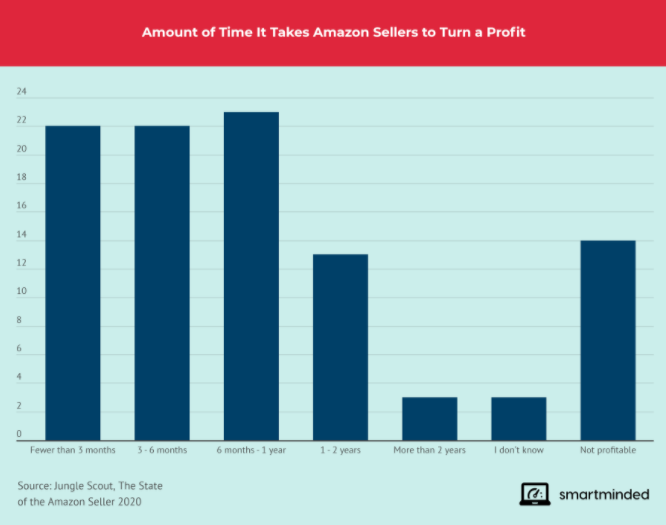 Amount of Time It Takes Amazon Sellers to Turn a Profit
24
22
20
18
16
14
12
10
8
6
4
2
0
Fewer than 3 months
3 - 6 months
6 months - 1 year
1 - 2 years
More than 2 years
I don't know
Not profitable
Source: Jungle Scout, The State
of the Amazon Seller 2020
smartminded